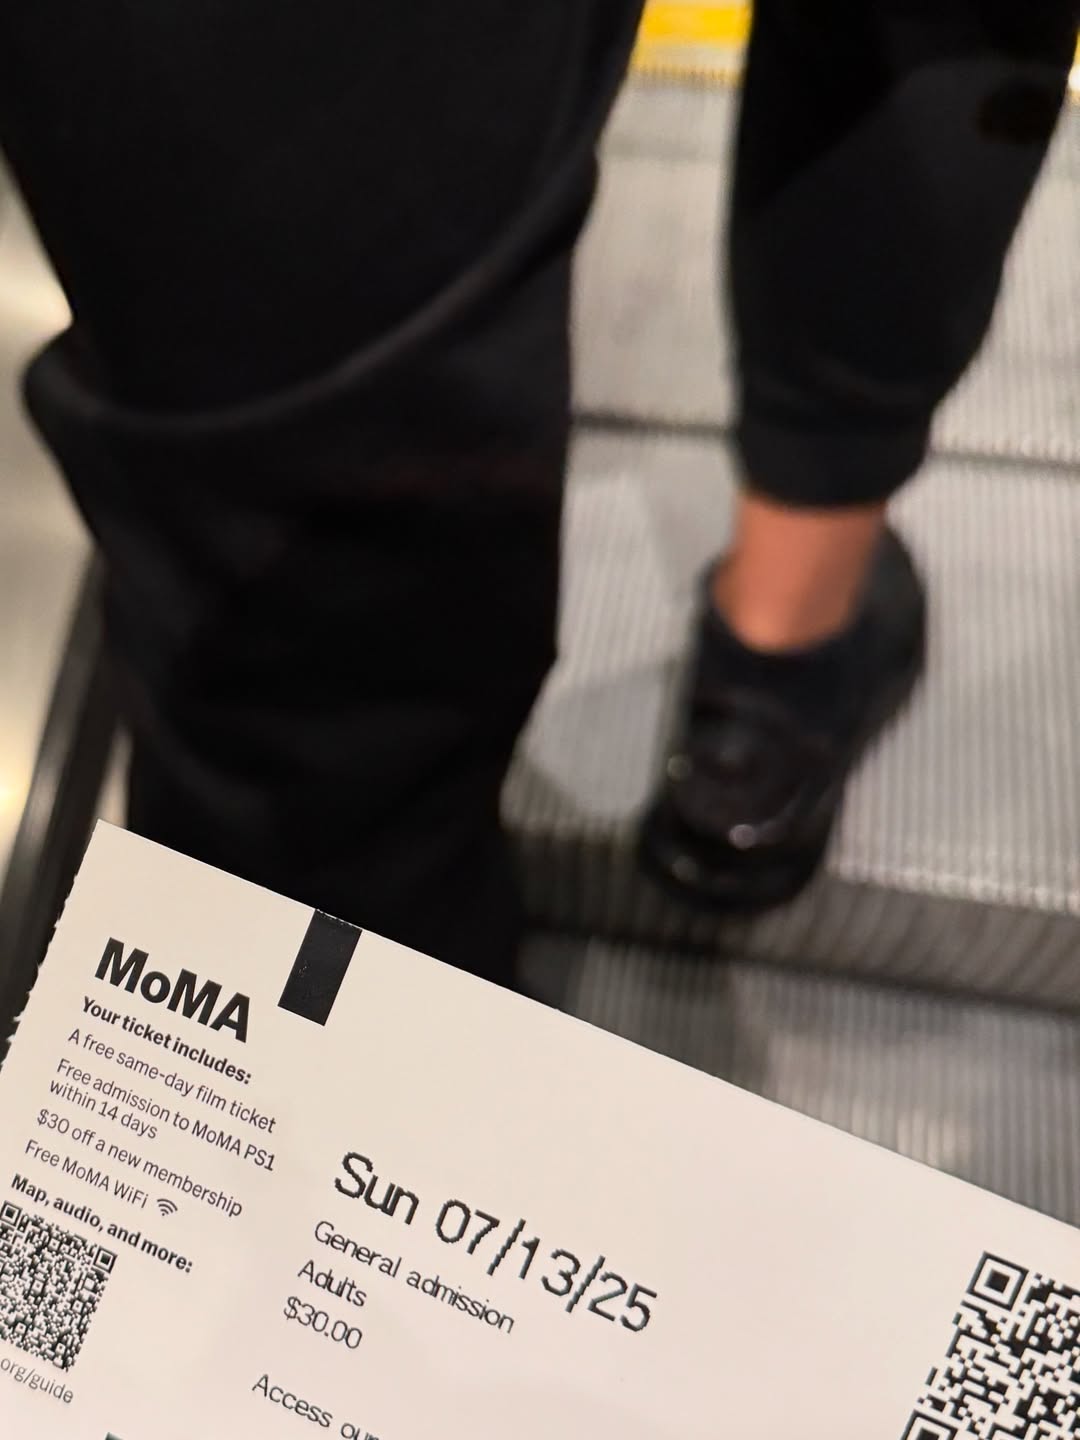 MoMA
Your ticket includes:
A free same-day film ticket
Free admission to MoMA PS1
within 14 days
$30 off a new membership
Free MoMA WiFi
Map, audio, and more:
org/guide
Sun 07/13/25
General admission
Adults
$30.00
Access our